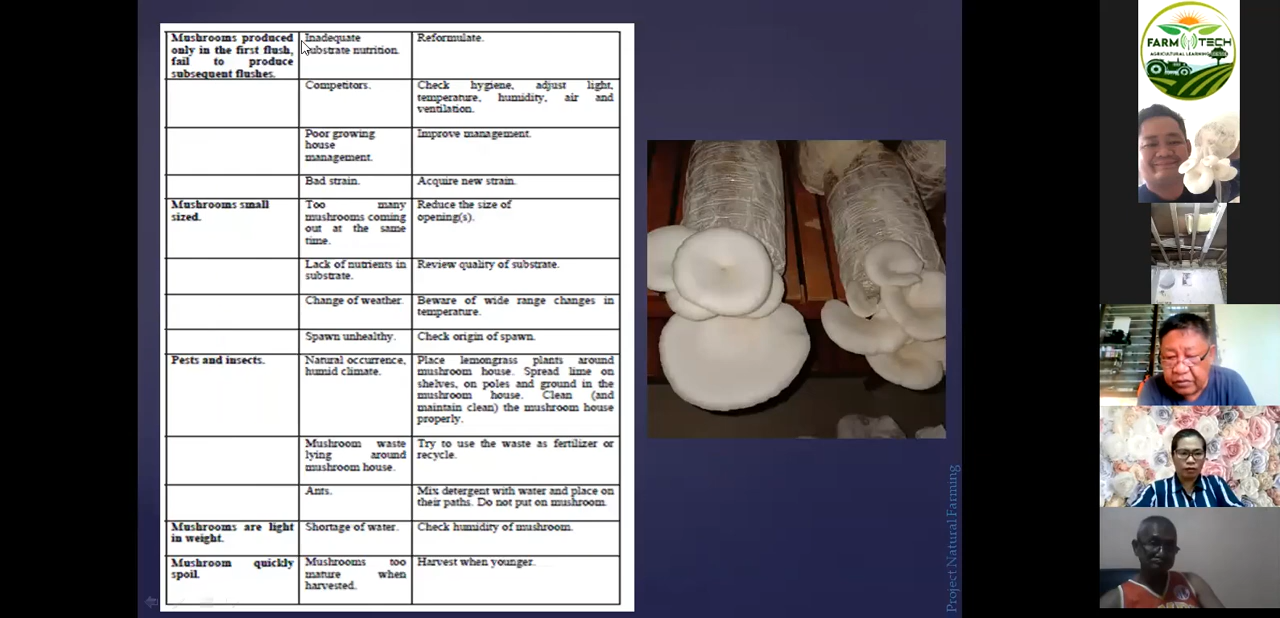 Mushrooms produced
only in the first flush,
fail to produce
subsequent flushes.
Inadequate
substrate nutrition.
Reformulate.
Competitors.
Check hygiene, adjust light,
temperature, humidity, air and
ventilation.
Poor growing
house
management.
Improve management.
Bad strain.
Acquire new strain.
Mushrooms small
sized.
Too many
mushrooms coming
out at the same
time.
Reduce the size of
opening(s).
Lack of nutrients in
substrate.
Review quality of substrate.
Change of weather.
Beware of wide range changes in
temperature.
Spawn unhealthy.
Check origin of spawn.
Pests and insects.
Natural occurrence,
humid climate.
Place lemongrass plants around
mushroom house. Spread lime on
shelves, on poles and ground in the
mushroom house. Clean (and
maintain clean) the mushroom house
properly.
Mushroom waste
lying around
mushroom house.
Try to use the waste as fertilizer or
recycle.
Ants.
Mix detergent with water and place on
their paths. Do not put on mushroom.
Mushrooms are light
in weight.
Shortage of water.
Check humidity of mushroom.
Mushroom quickly
spoil.
Mushrooms too
mature when
harvested.
Harvest when younger.
Project Natural Farming
FARM TECH
AGRICULTURAL LEARNING